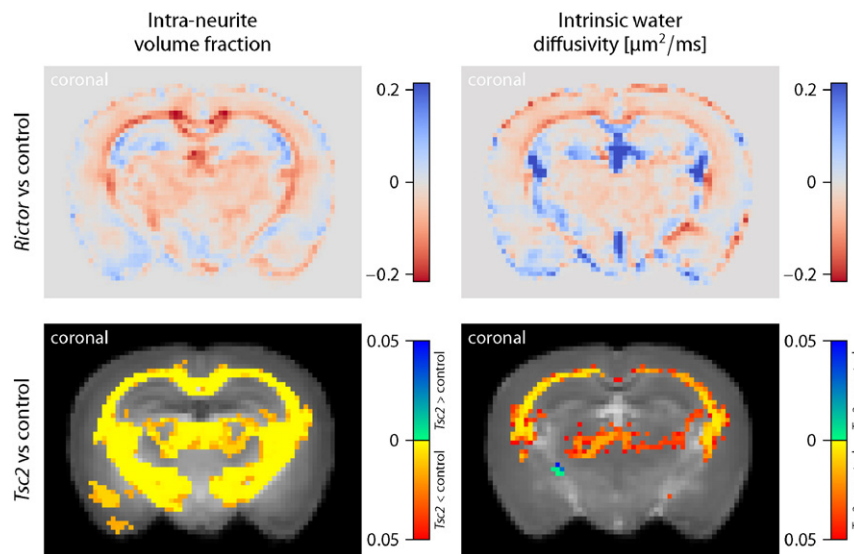 Intra-neurite
volume fraction
Intrinsic water
diffusivity [μm²/ms]
Rictor vs control
coronal
0.2
0
−0.2
coronal
0.2
0
−0.2
Tsc2 vs control
coronal
0.05
0
0.05
Tsc2 > control
Tsc2 < control
coronal
0.05
0
0.05